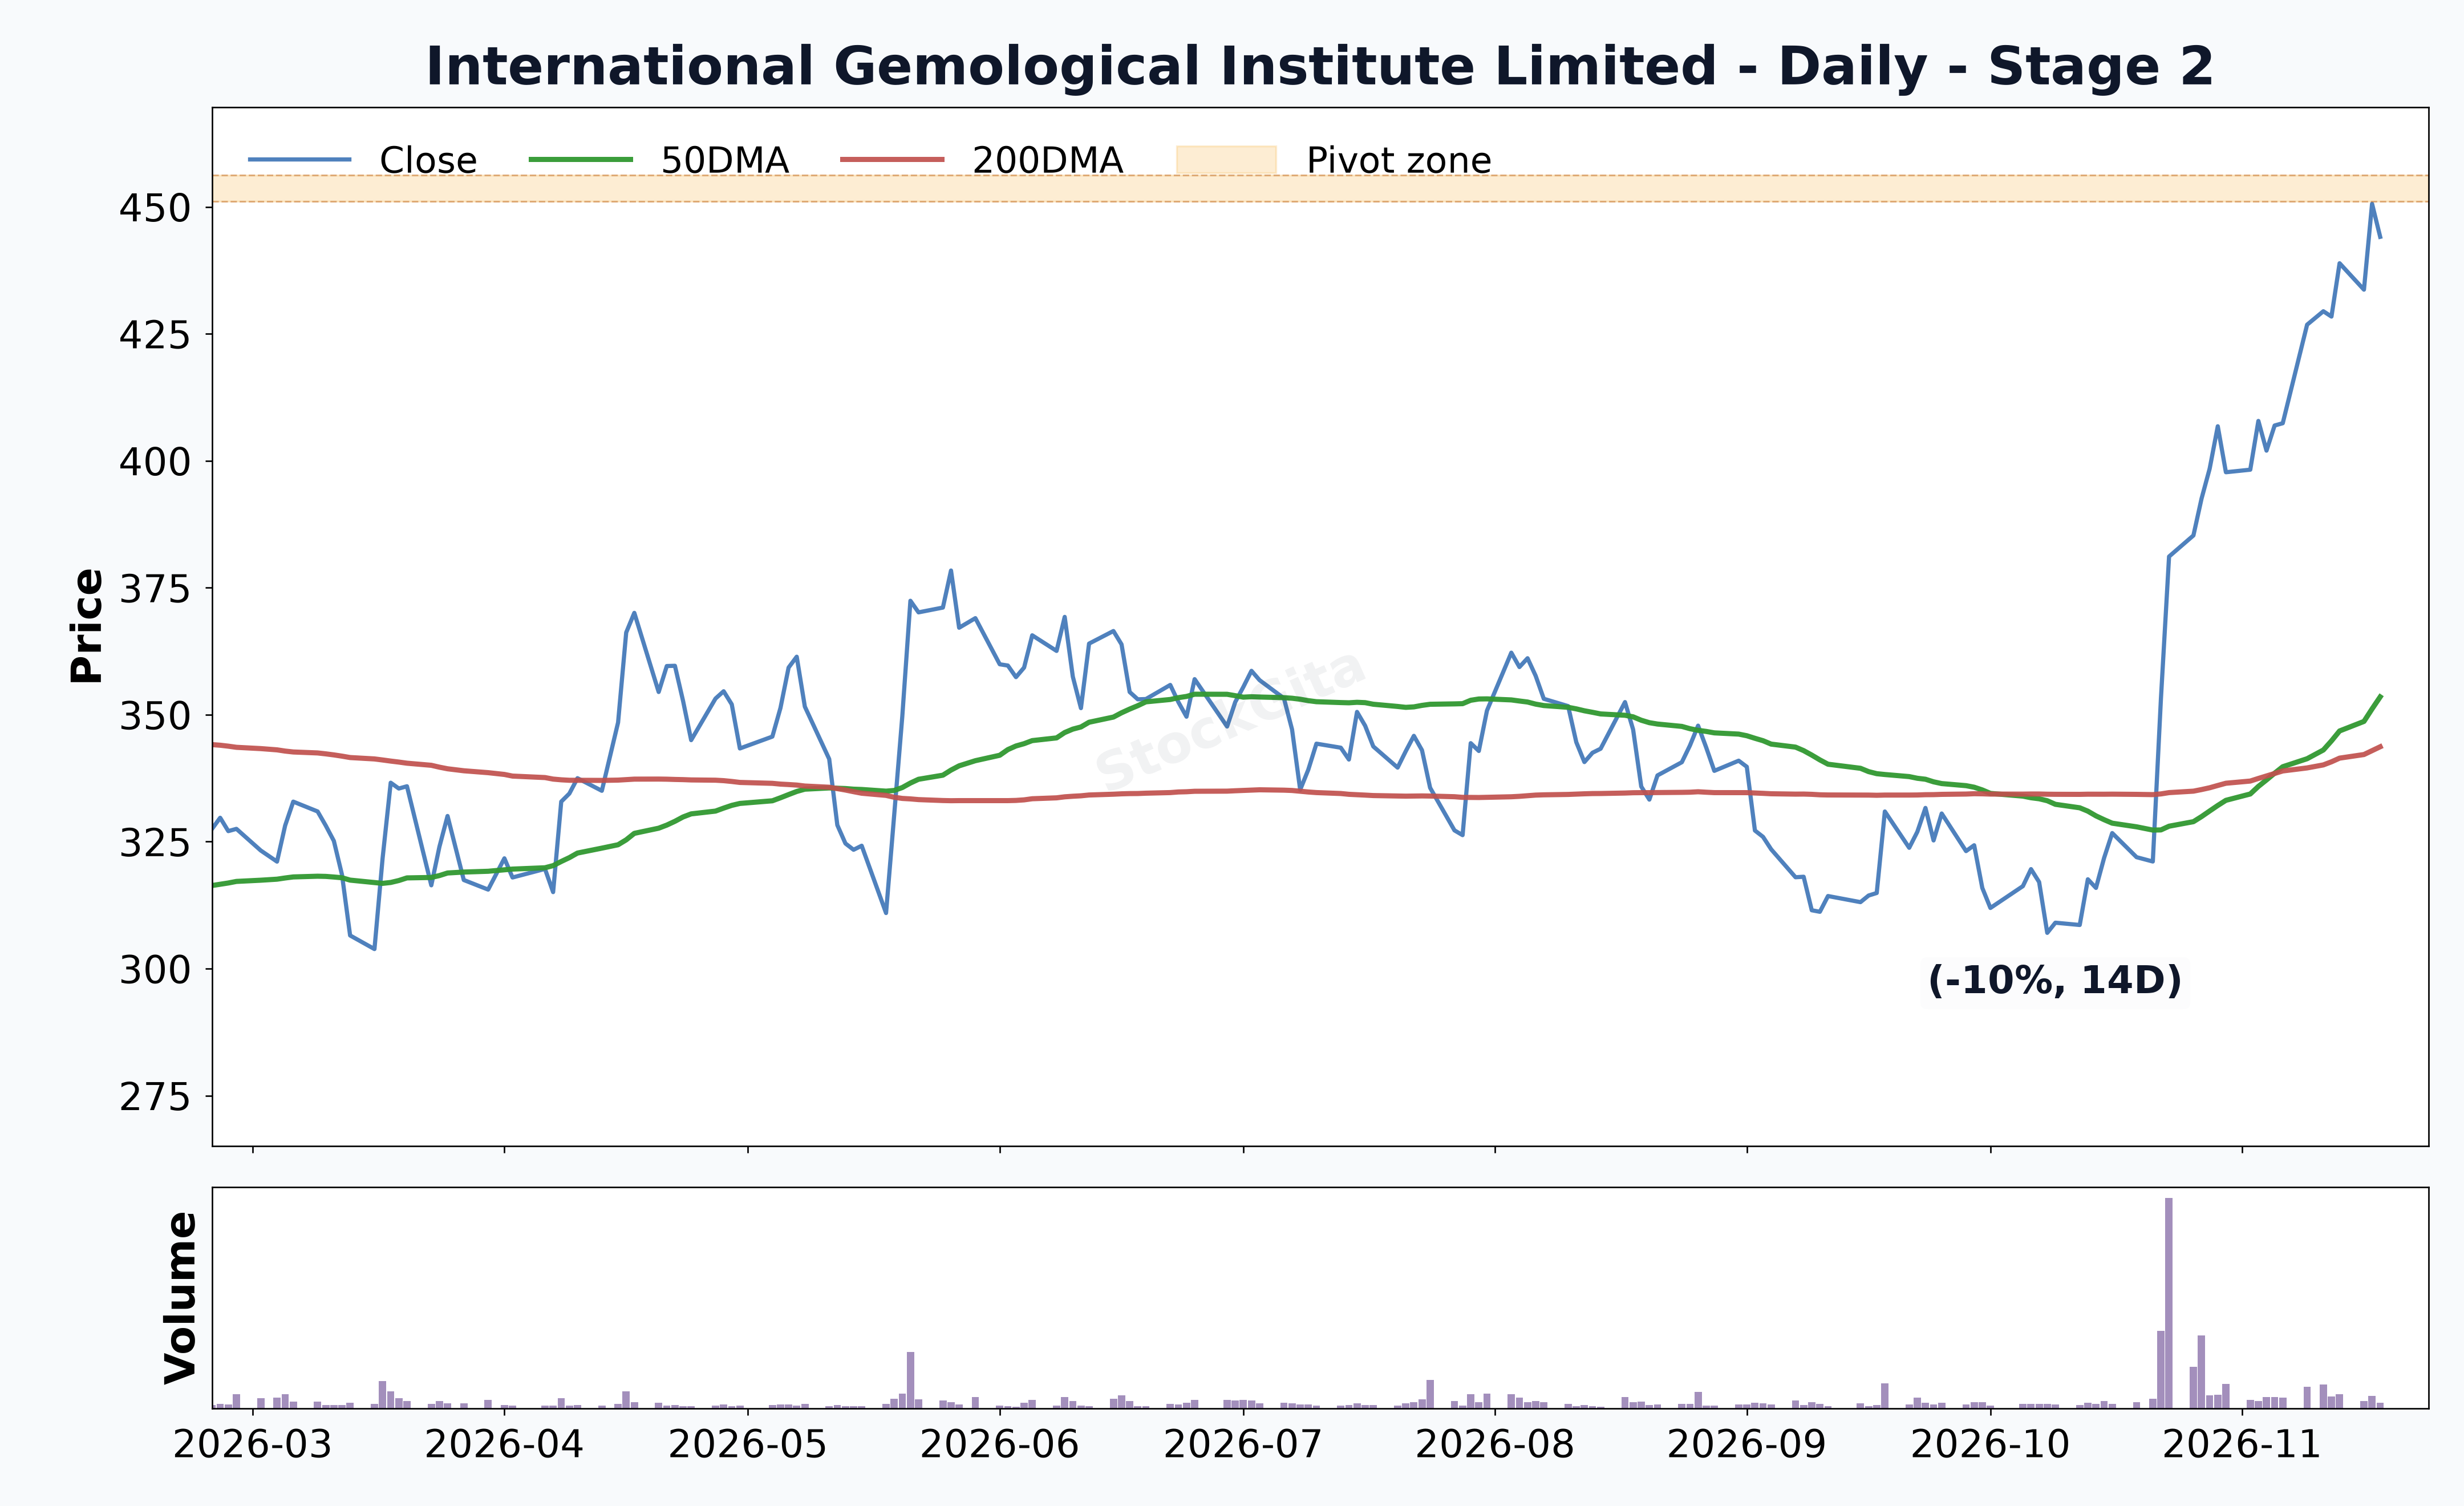 International Gemological Institute Limited - Daily - Stage 2
Close 50DMA 200DMA Pivot zone
450
425
400
375
350
325
300
275
Price
StockGita
(-10%, 14D)
Volume
2026-03 2026-04 2026-05 2026-06 2026-07 2026-08 2026-09 2026-10 2026-11